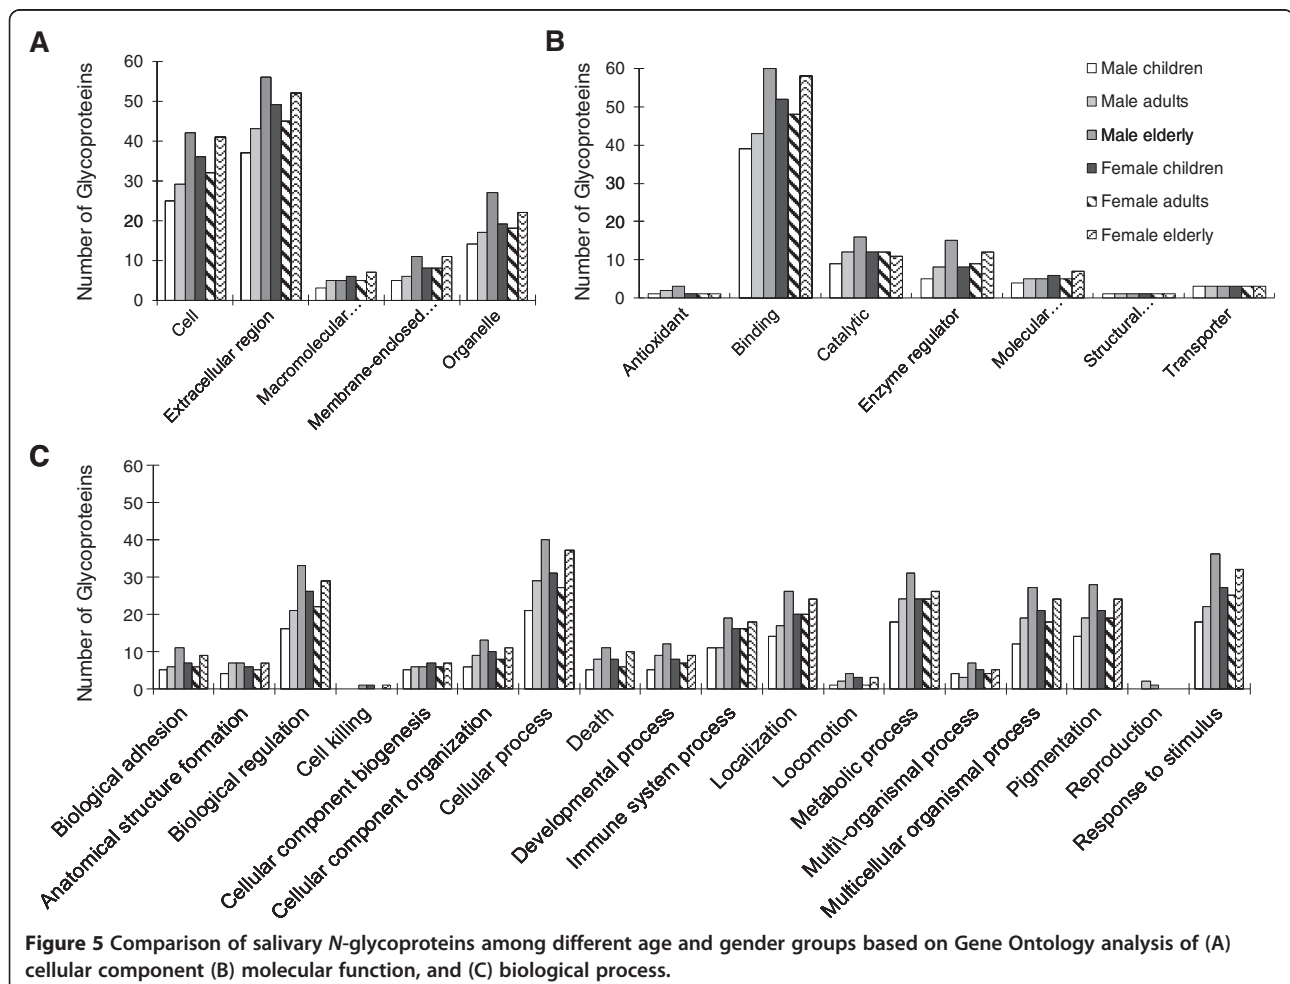 A
Number of Glycoproteeins
60
50
40
30
20
10
0
Cell
Extracellular region
Macromolecular...
Membrane-enclosed...
Organelle
B
Number of Glycoproteeins
60
50
40
30
20
10
0
Antioxidant
Binding
Catalytic
Enzyme regulator
Molecular...
Structural...
Transporter
Male children
Male adults
Male elderly
Female children
Female adults
Female elderly
C
Number of Glycoproteeins
60
50
40
30
20
10
0
Biological adhesion
Anatomical structure formation
Biological regulation
Cell killing
Cellular component biogenesis
Cellular component organization
Cellular process
Death
Developmental process
Immune system process
Localization
Locomotion
Metabolic process
Multi\-organismal process
Multicellular organismal process
Pigmentation
Reproduction
Response to stimulus
Figure 5 Comparison of salivary N-glycoproteins among different age and gender groups based on Gene Ontology analysis of (A)
cellular component (B) molecular function, and (C) biological process.